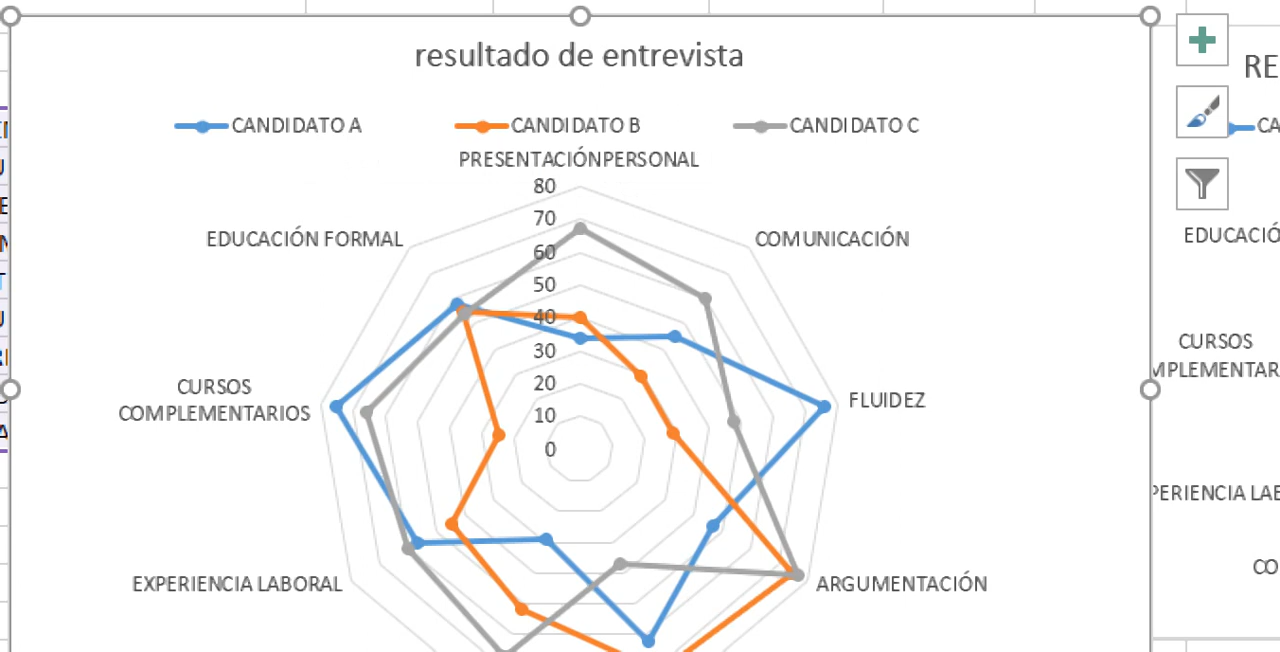 resultado de entrevista
RE
CANDIDATO A
CANDIDATO B
CANDIDATO C
CA
PRESENTACIÓNPERSONAL
80
70
60
50
40
30
20
10
0
EDUCACIÓN FORMAL
COMUNICACIÓN
EDUCACIÓ
CURSOS
COMPLEMENTARIOS
FLUIDEZ
CURSOS
MPLEMENTAR
EXPERIENCIA LABORAL
ARGUMENTACIÓN
PERIENCIA LAB
CO